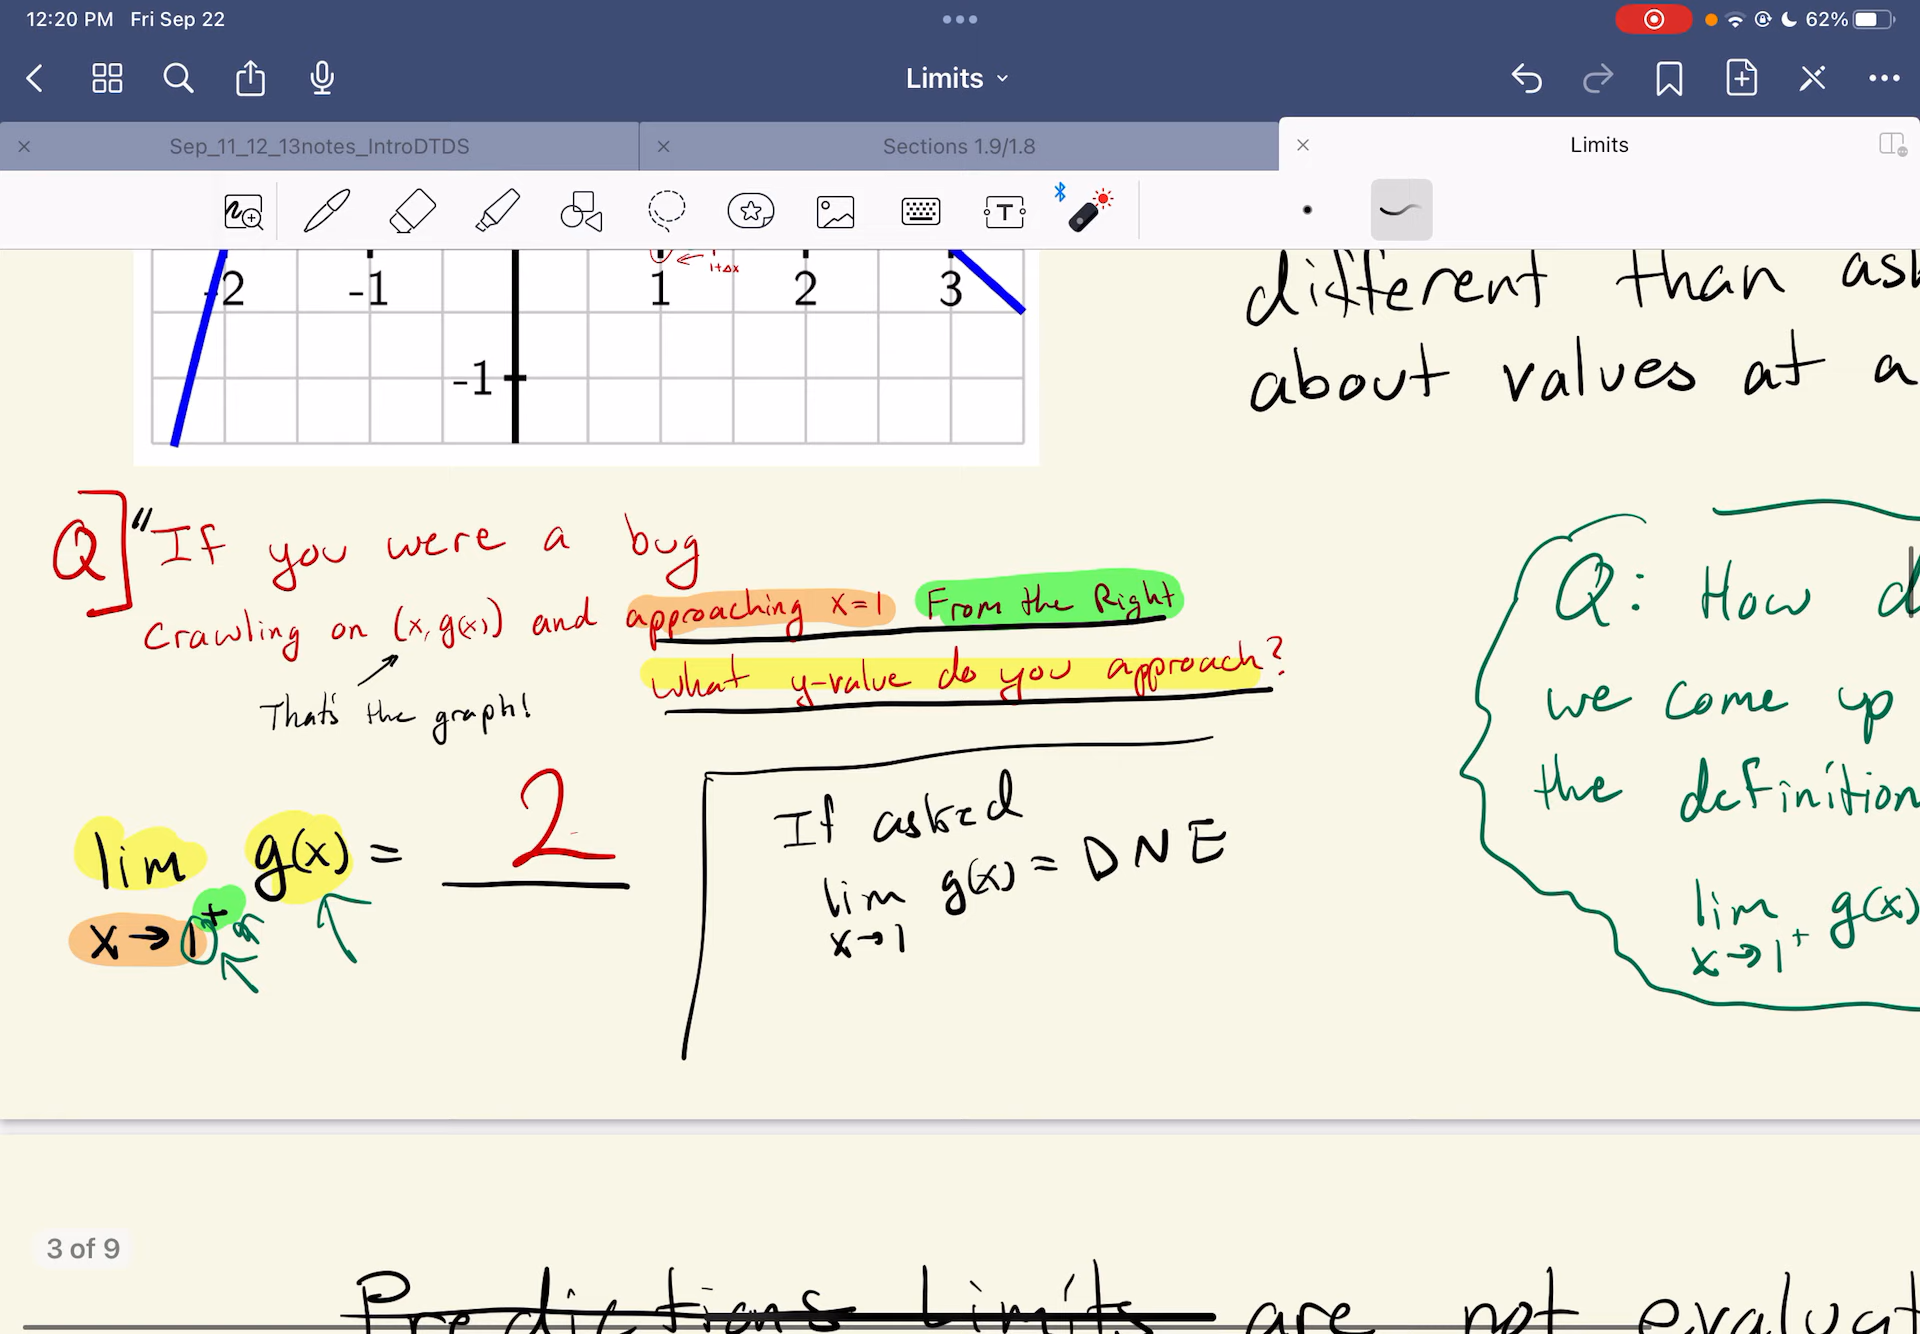 12:20 PM Fri Sep 22
62%
Limits
Sep_11_12_13notes_IntroDTDS
Sections 1.9/1.8
Limits
1+Δx
-2 -1 1 2 3
-1
different than
about values at a
Q] "If you were a bug
Crawling on (x, g(x)) and approaching x=1 From the Right
What y-value do you approach?
That's the graph!
lim g(x) = 2
x→1+
If asked
lim g(x) = DNE
x→1
Q: How
we come up
the definition
lim g(x)
x→1+
3 of 9
Predictions Limits are not